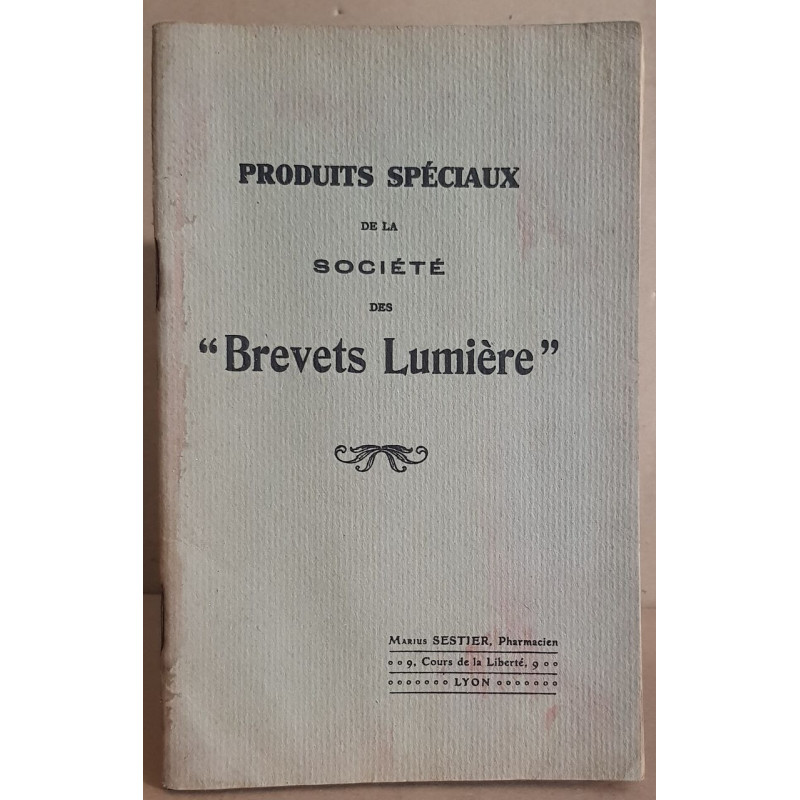 PRODUITS SPÉCIAUX
DE LA
SOCIÉTÉ
DES
“Brevets Lumière”
Marius SESTIER, Pharmacien
9, Cours de la Liberté, 9
LYON